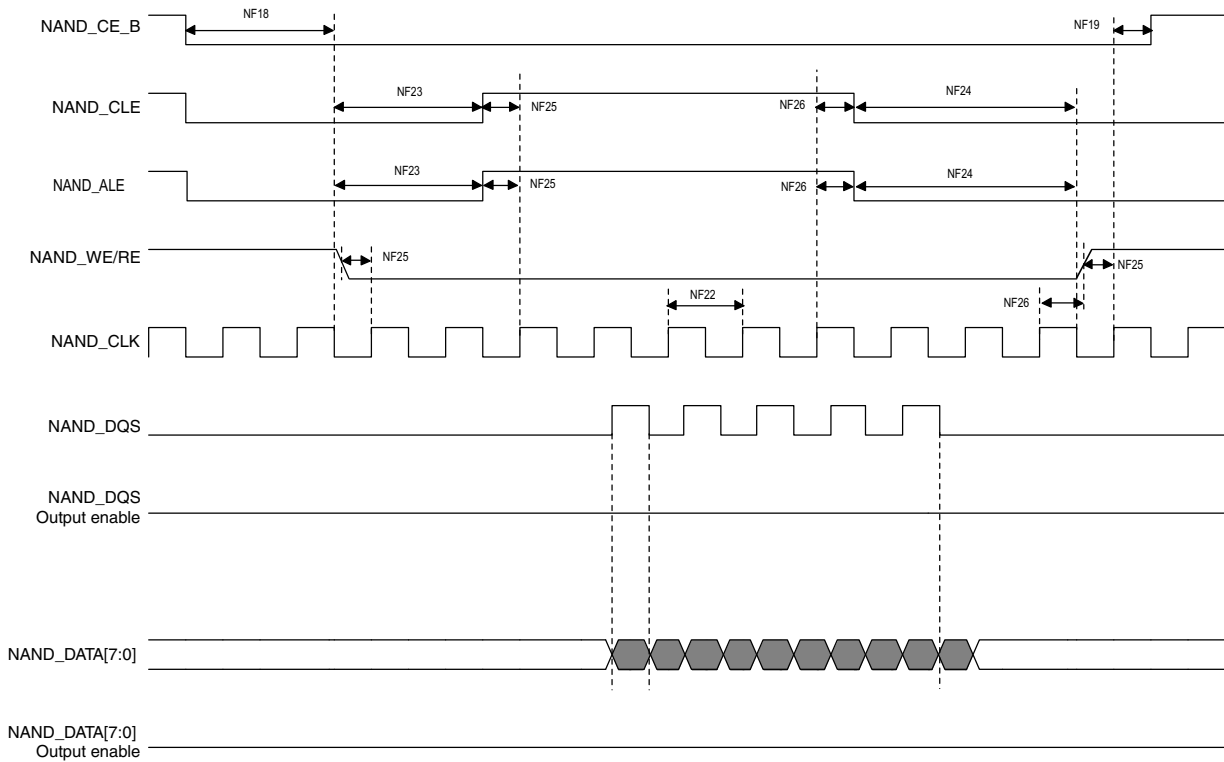 NF18
NAND_CE_B
NF19
NF23
NF24
NAND_CLE
NF25
NF26
NF23
NF24
NAND_ALE
NF25
NF26
NAND_WE/RE
NF25
NF25
NF22
NF26
NAND_CLK
NAND_DQS
NAND_DQS
Output enable
NAND_DATA[7:0]
NAND_DATA[7:0]
Output enable